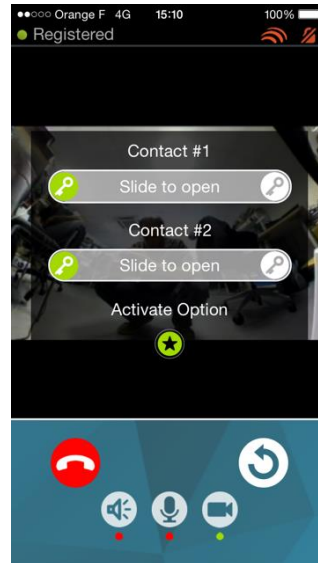 Orange F 4G 15:10 100%
Registered
Contact #1
Slide to open
Contact #2
Slide to open
Activate Option